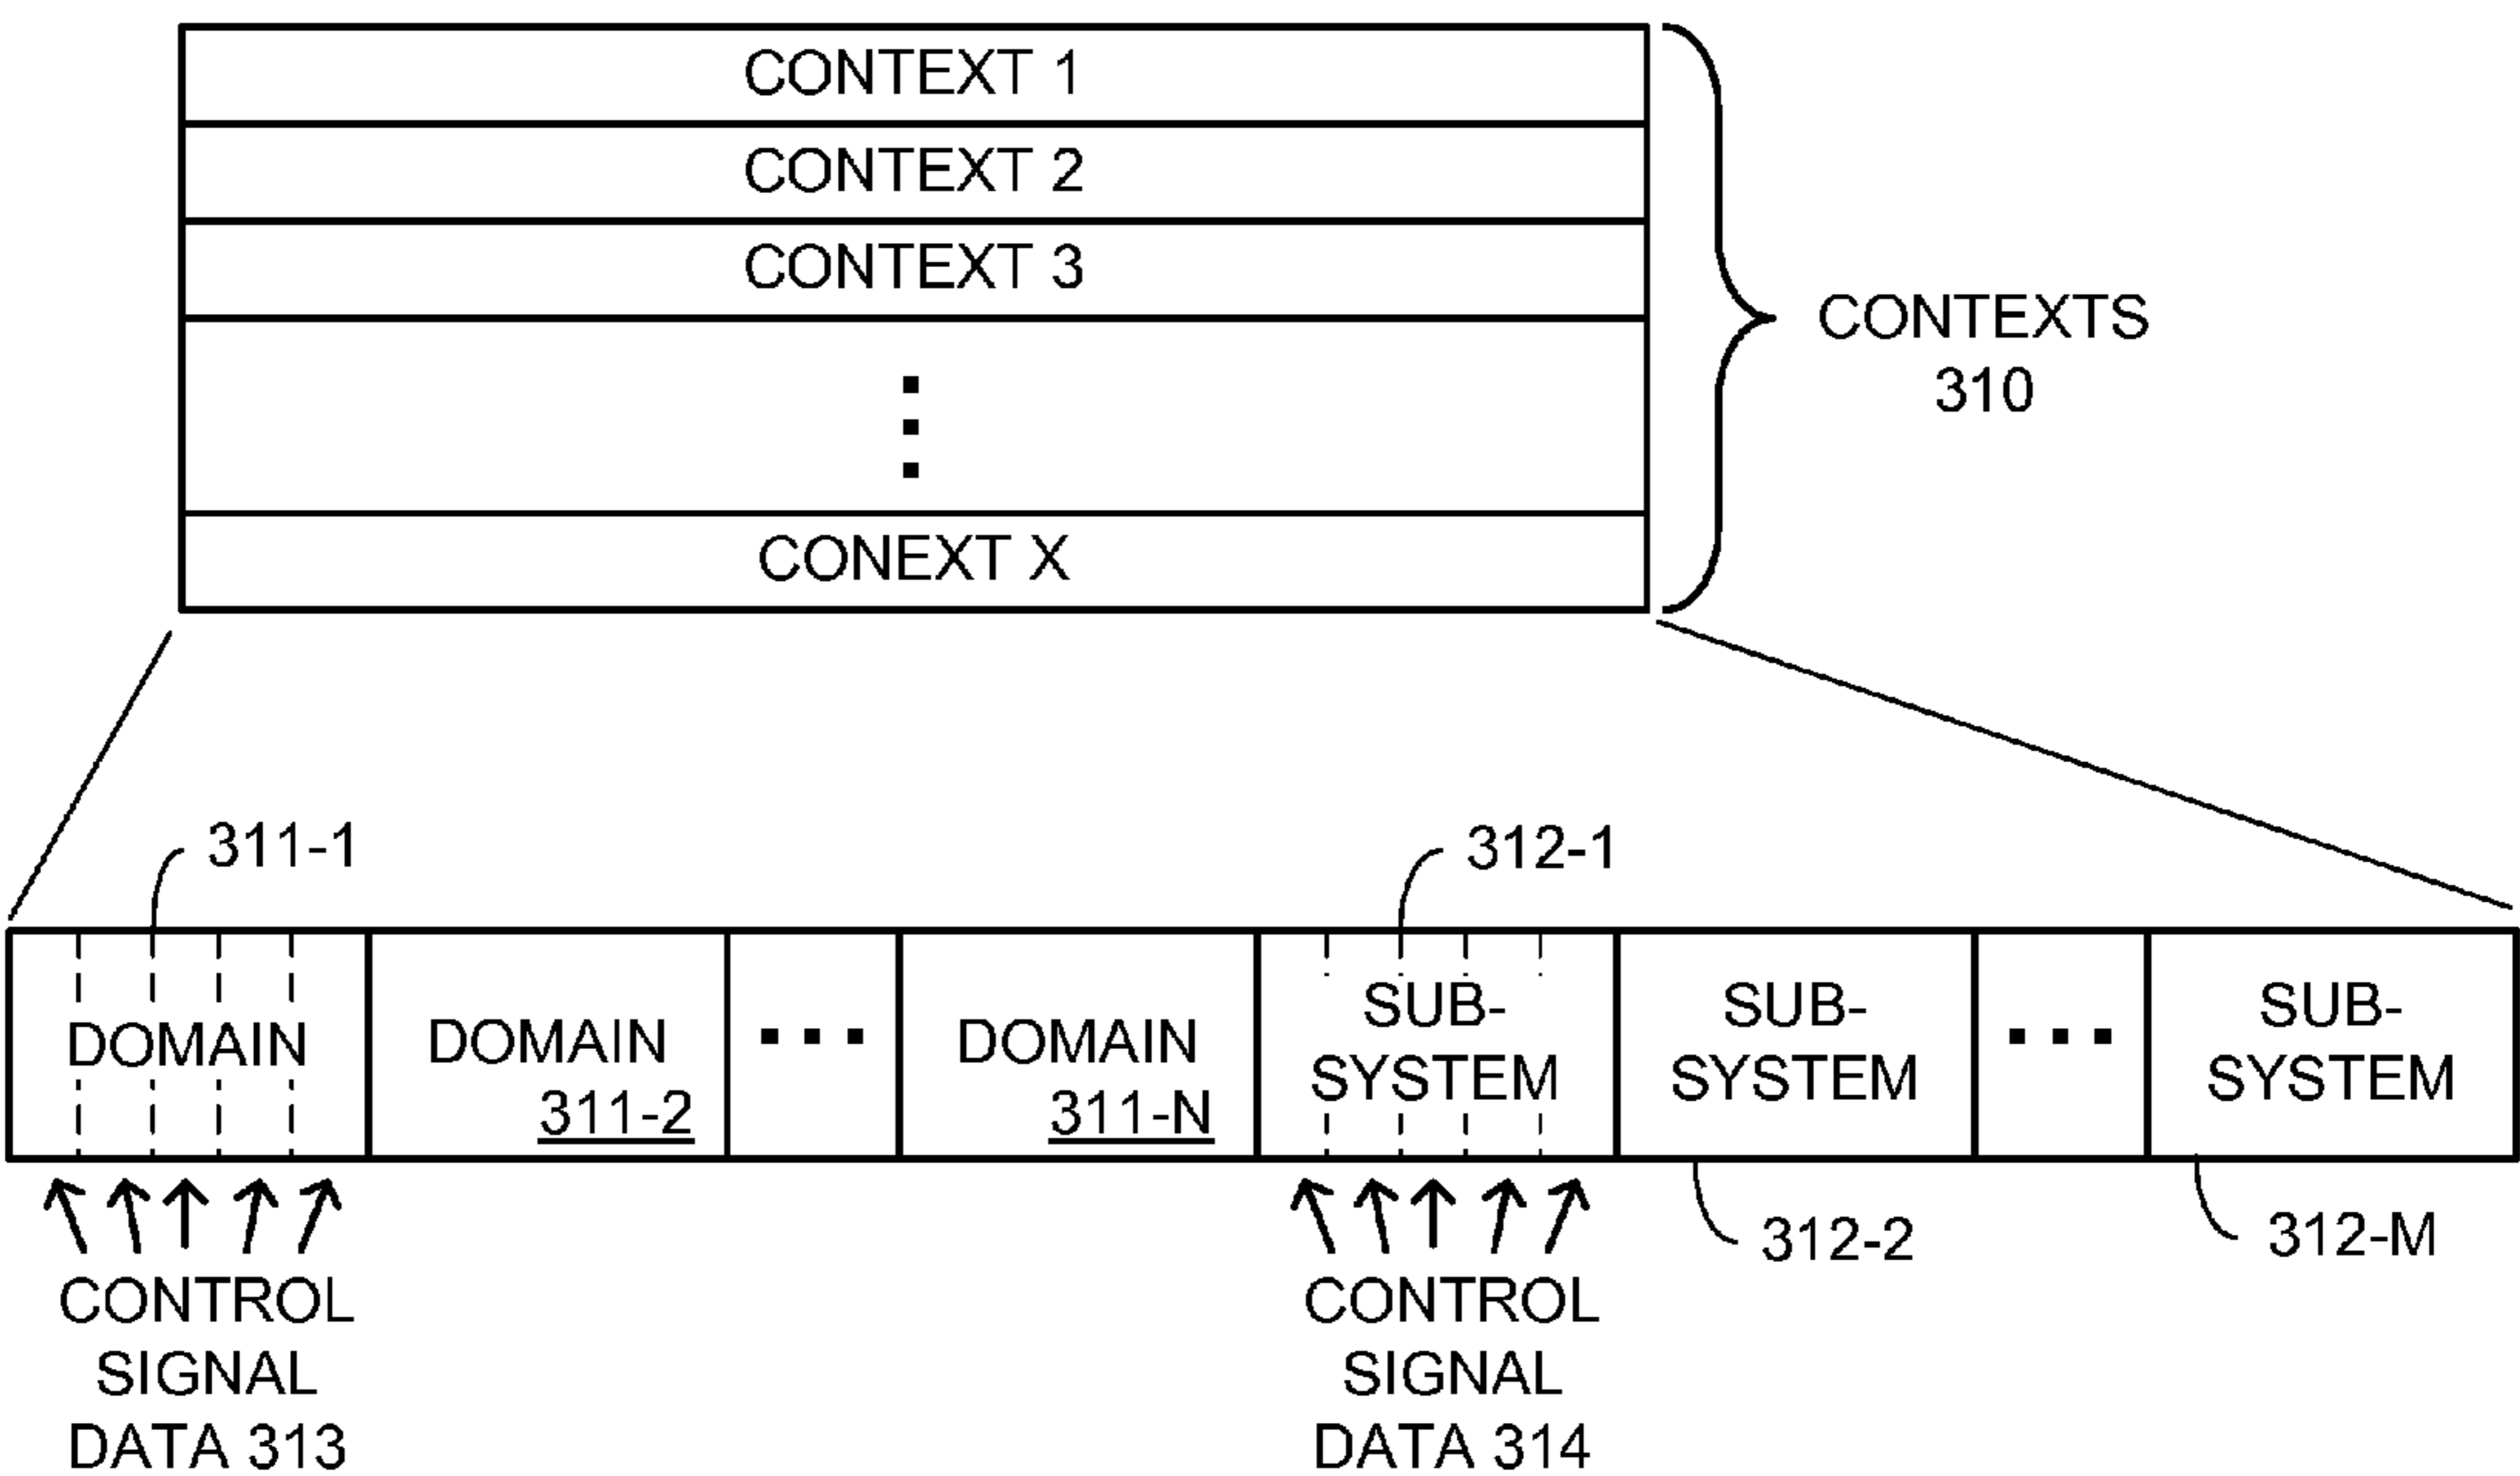 CONTEXT 1
CONTEXT 2
CONTEXT 3
CONEXT X
CONTEXTS
310
311-1
312-1
DOMAIN
DOMAIN
311-2
DOMAIN
311-N
SUB-
SYSTEM
SUB-
SYSTEM
SUB-
SYSTEM
312-2
312-M
CONTROL
SIGNAL
DATA 313
CONTROL
SIGNAL
DATA 314